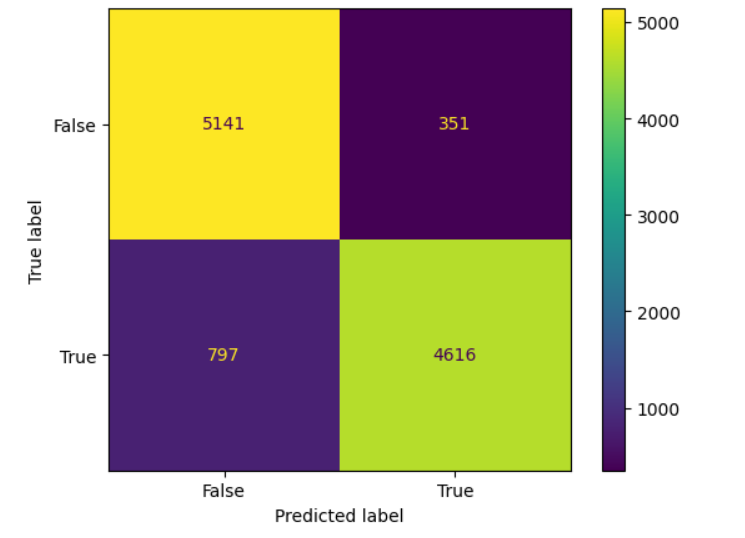 5000
False
5141
351
4000
3000
True label
2000
True
797
4616
1000
False
True
Predicted label